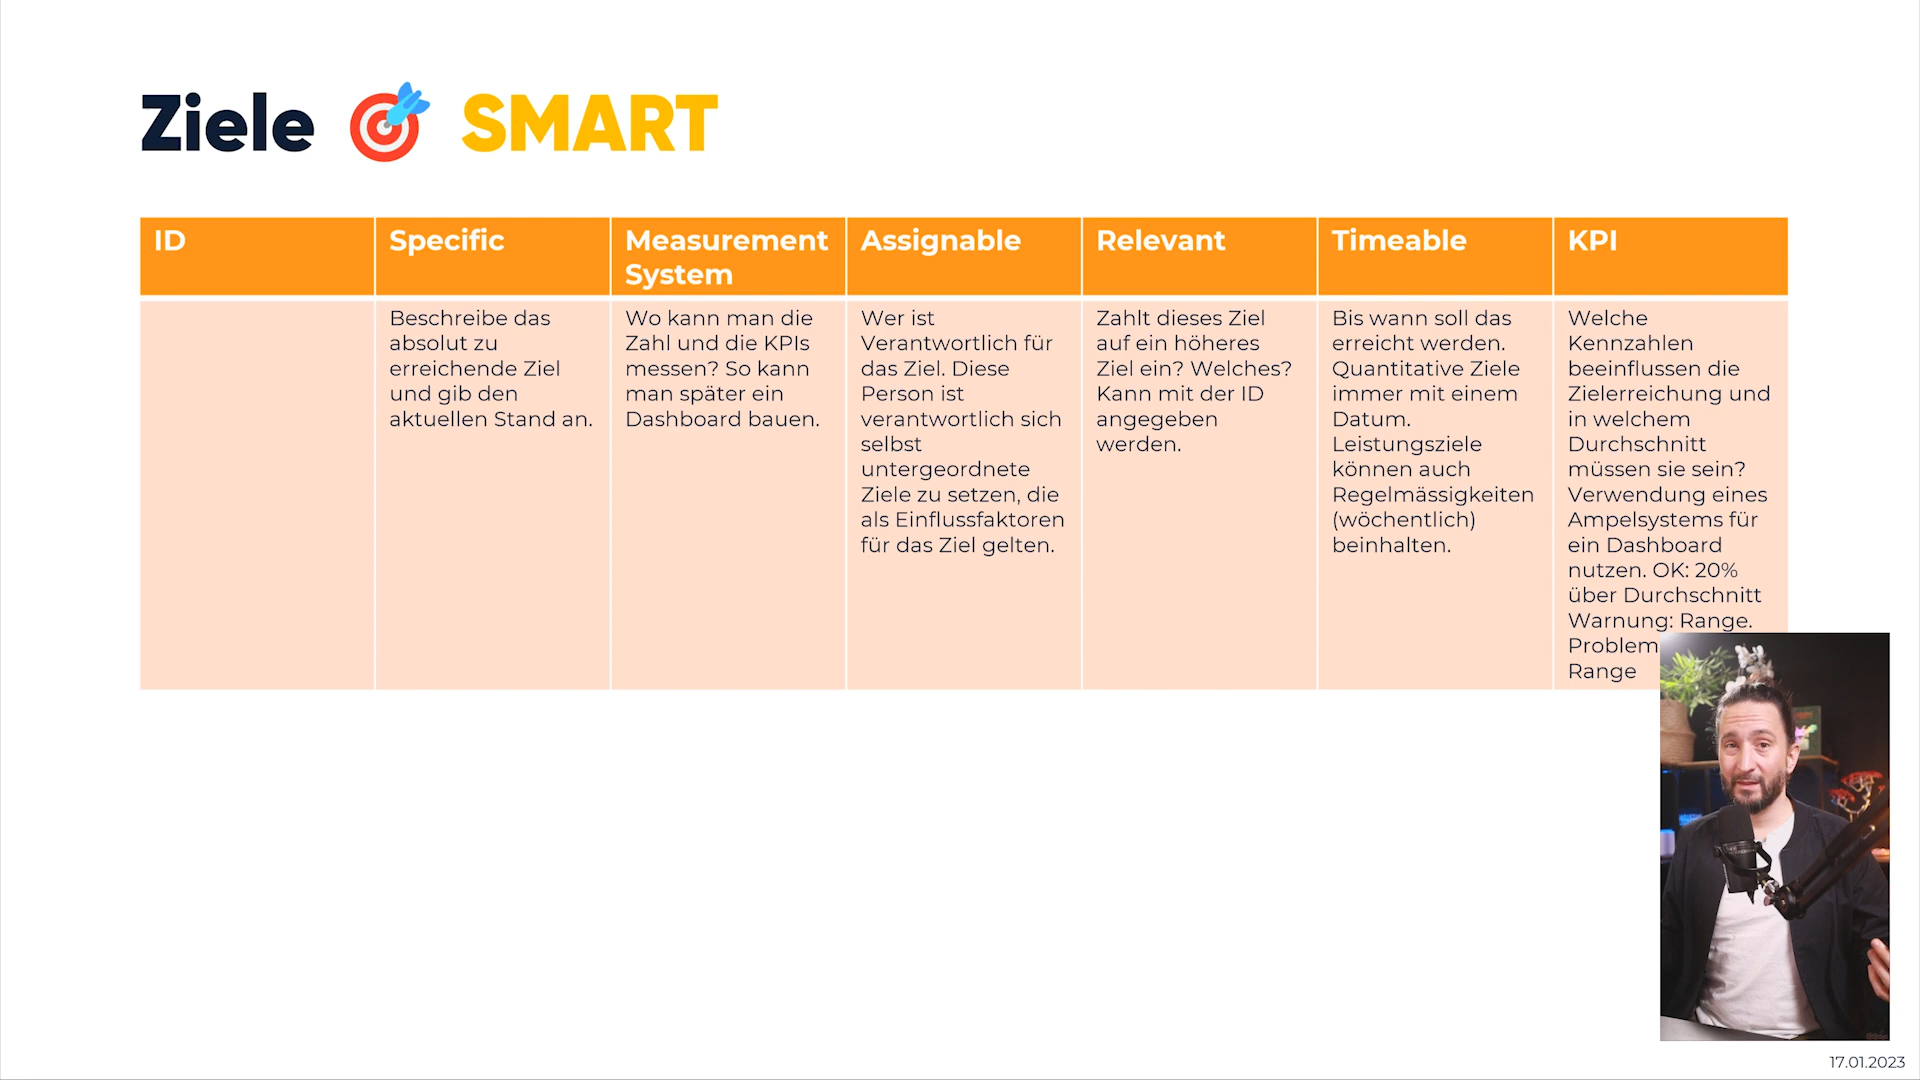 Ziele 🎯 SMART
ID
Specific
Measurement
System
Assignable
Relevant
Timeable
KPI
Beschreibe das
absolut zu
erreichende Ziel
und gib den
aktuellen Stand an.
Wo kann man die
Zahl und die KPIs
messen? So kann
man später ein
Dashboard bauen.
Wer ist
Verantwortlich für
das Ziel. Diese
Person ist
verantwortlich sich
selbst
untergeordnete
Ziele zu setzen, die
als Einflussfaktoren
für das Ziel gelten.
Zahlt dieses Ziel
auf ein höheres
Ziel ein? Welches?
Kann mit der ID
angegeben
werden.
Bis wann soll das
erreicht werden.
Quantitative Ziele
immer mit einem
Datum.
Leistungsziele
können auch
Regelmässigkeiten
(wöchentlich)
beinhalten.
Welche
Kennzahlen
beeinflussen die
Zielerreichung und
in welchem
Durchschnitt
müssen sie sein?
Verwendung eines
Ampelsystems für
ein Dashboard
nutzen. OK: 20%
über Durchschnitt
Warnung: Range.
Problem
Range
17.01.2023